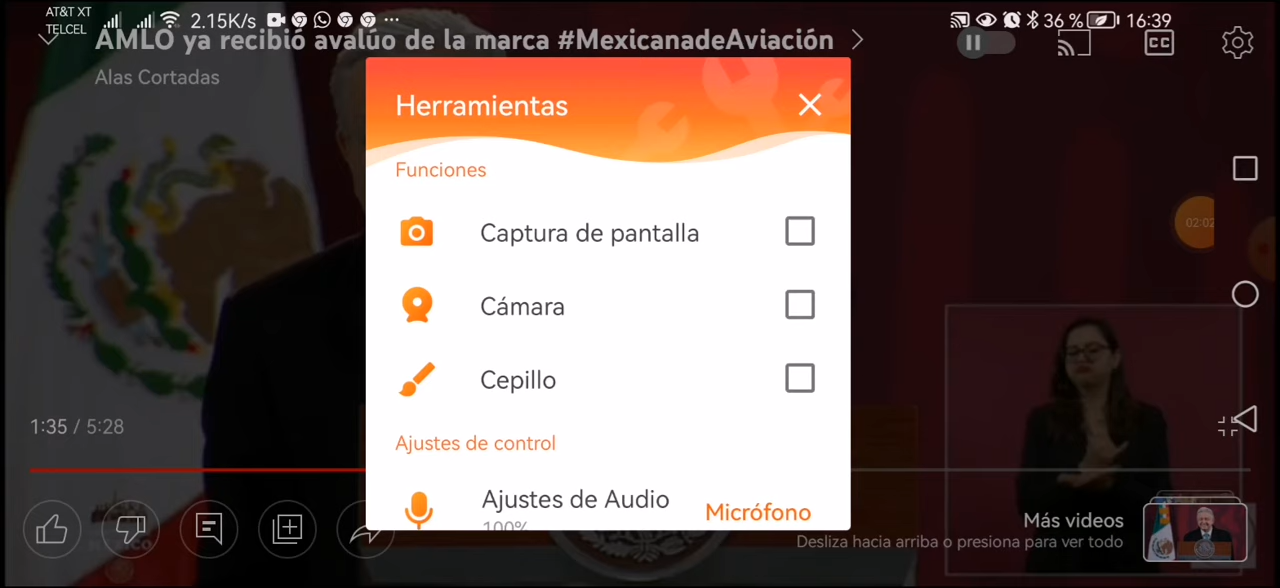 AT&T XT
TELCEL
2.15K/s
36 %
16:39
AMLO ya recibió avalúo de la marca #MexicanadeAviación
CC
Alas Cortadas
Herramientas
Funciones
Captura de pantalla
02:02
Cámara
Cepillo
1:35 / 5:28
Ajustes de control
Ajustes de Audio
Micrófono
100%
Más videos
Desliza hacia arriba o presiona para ver todo